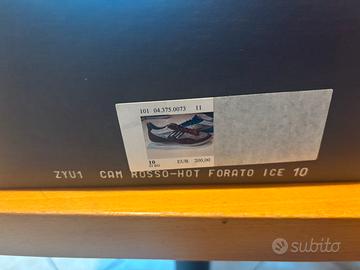 101 04.375.0073 11
10
EUR 200,00
ZYU1 CAM ROSSO-HOT FORATO ICE 10
subito